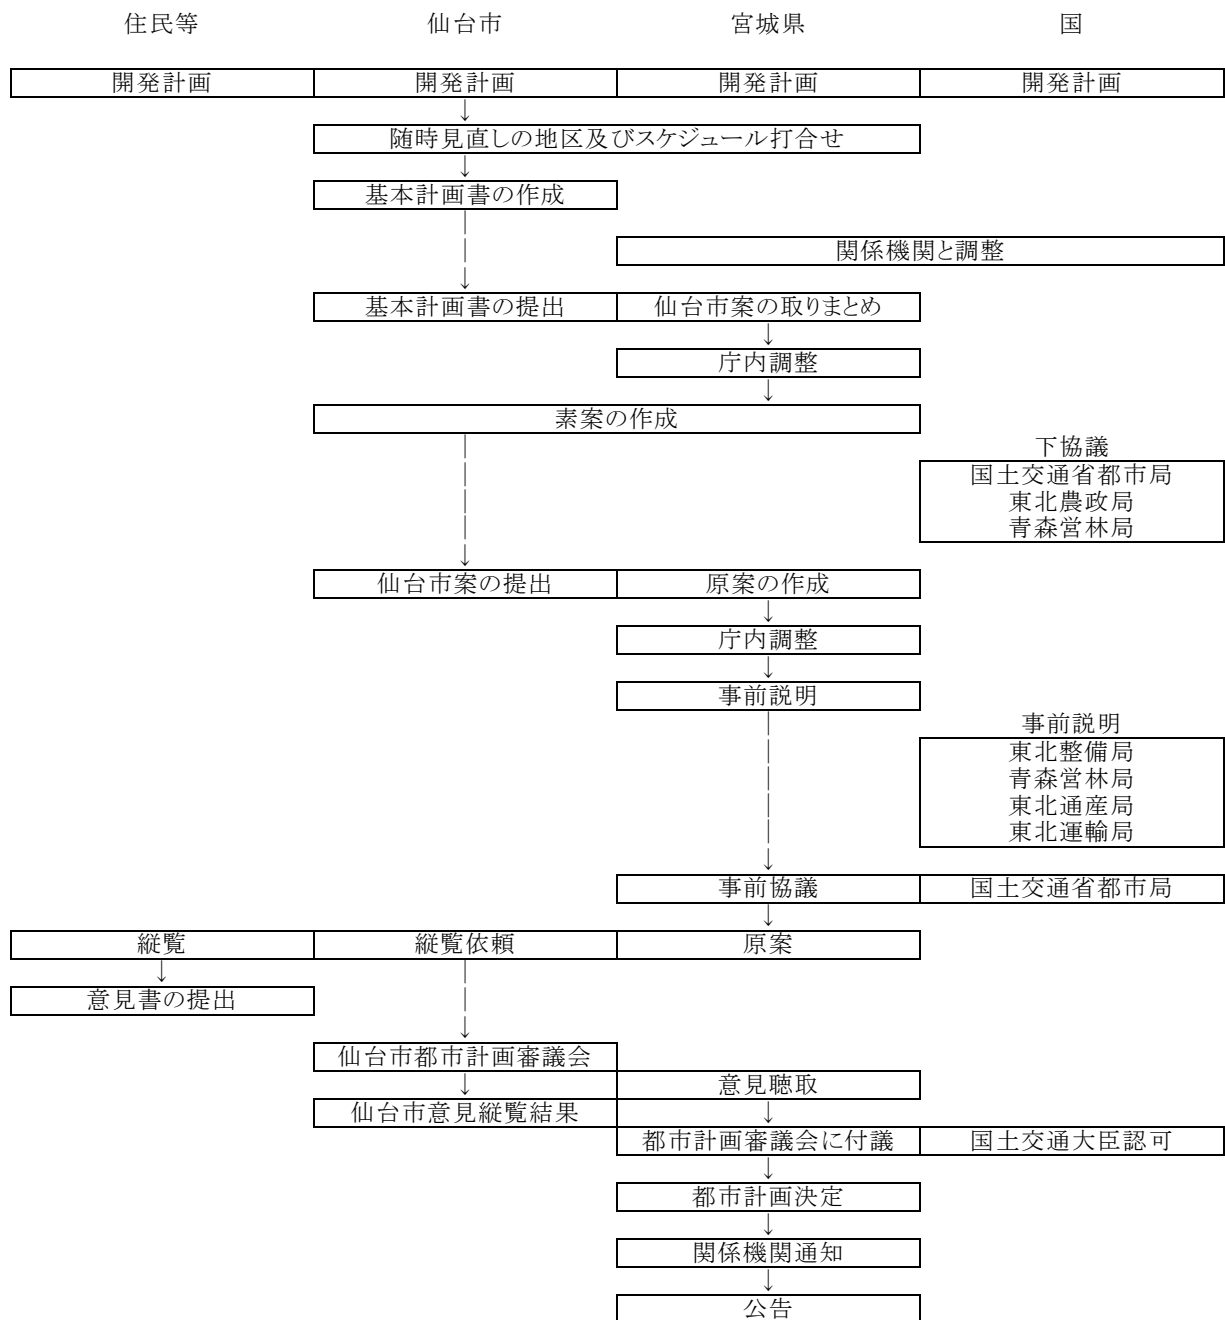 住民等 仙台市 宮城県 国
開発計画 開発計画 開発計画 開発計画
随時見直しの地区及びスケジュール打合せ
基本計画書の作成
関係機関と調整
基本計画書の提出 仙台市案の取りまとめ
庁内調整
素案の作成
下協議
国土交通省都市局
東北農政局
青森営林局
仙台市案の提出 原案の作成
庁内調整
事前説明
事前説明
東北整備局
青森営林局
東北通産局
東北運輸局
事前協議 国土交通省都市局
縦覧 縦覧依頼 原案
意見書の提出
仙台市都市計画審議会
意見聴取
仙台市意見縦覧結果
都市計画審議会に付議 国土交通大臣認可
都市計画決定
関係機関通知
公告